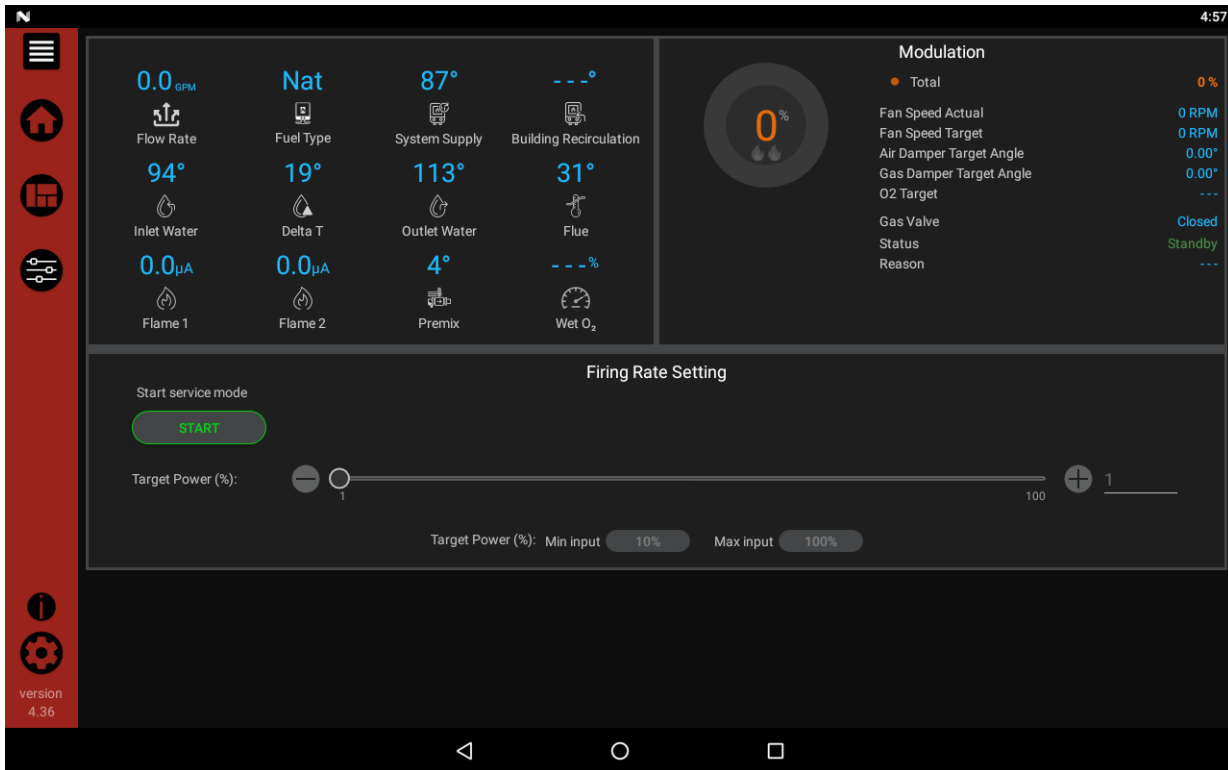 4:57
0.0 GPM
Flow Rate
Nat
Fuel Type
87°
System Supply
- - -°
Building Recirculation
94°
Inlet Water
19°
Delta T
113°
Outlet Water
31°
Flue
0.0µA
Flame 1
0.0µA
Flame 2
4°
Premix
- - -%
Wet O₂
Modulation
0%
Total 0 %
Fan Speed Actual 0 RPM
Fan Speed Target 0 RPM
Air Damper Target Angle 0.00°
Gas Damper Target Angle 0.00°
O2 Target - - -
Gas Valve Closed
Status Standby
Reason - - -
Firing Rate Setting
Start service mode
START
Target Power (%): 1
1 100
Target Power (%): Min input 10% Max input 100%
version
4.36